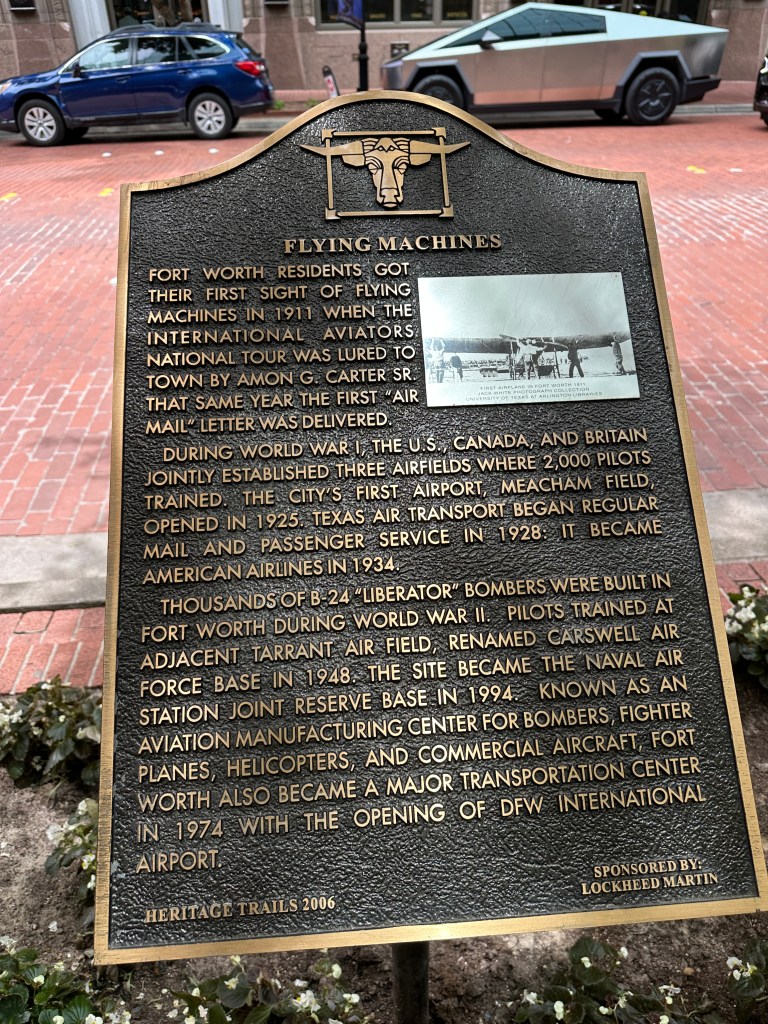 FLYING MACHINES
FORT WORTH RESIDENTS GOT
THEIR FIRST SIGHT OF FLYING
MACHINES IN 1911 WHEN THE
INTERNATIONAL AVIATORS
NATIONAL TOUR WAS LURED TO
TOWN BY AMON G. CARTER SR.
THAT SAME YEAR THE FIRST "AIR
MAIL" LETTER WAS DELIVERED.
FIRST AIRPLANE IN FORT WORTH 1911
JACK WHITE PHOTOGRAPH COLLECTION
UNIVERSITY OF TEXAS AT ARLINGTON LIBRARIES
DURING WORLD WAR I, THE U.S., CANADA, AND BRITAIN
JOINTLY ESTABLISHED THREE AIRFIELDS WHERE 2,000 PILOTS
TRAINED. THE CITY'S FIRST AIRPORT, MEACHAM FIELD,
OPENED IN 1925. TEXAS AIR TRANSPORT BEGAN REGULAR
MAIL AND PASSENGER SERVICE IN 1928: IT BECAME
AMERICAN AIRLINES IN 1934.
THOUSANDS OF B-24 "LIBERATOR" BOMBERS WERE BUILT IN
FORT WORTH DURING WORLD WAR II. PILOTS TRAINED AT
ADJACENT TARRANT AIR FIELD, RENAMED CARSWELL AIR
FORCE BASE IN 1948. THE SITE BECAME THE NAVAL AIR
STATION JOINT RESERVE BASE IN 1994. KNOWN AS AN
AVIATION MANUFACTURING CENTER FOR BOMBERS, FIGHTER
PLANES, HELICOPTERS, AND COMMERCIAL AIRCRAFT, FORT
WORTH ALSO BECAME A MAJOR TRANSPORTATION CENTER
IN 1974 WITH THE OPENING OF DFW INTERNATIONAL
AIRPORT.
HERITAGE TRAILS 2006
SPONSORED BY:
LOCKHEED MARTIN